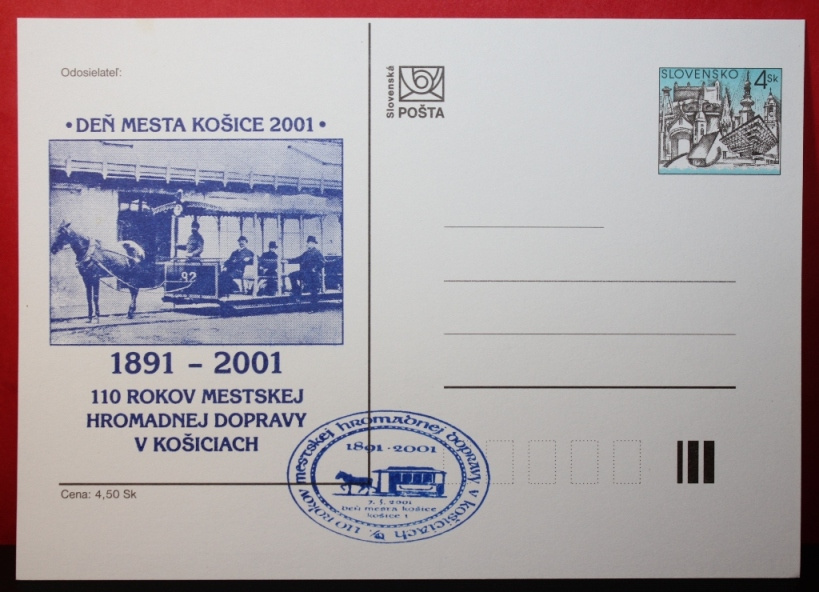 Odosielateľ:
• DEŇ MESTA KOŠICE 2001 •
92
1891 – 2001
110 ROKOV MESTSKEJ
HROMADNEJ DOPRAVY
V KOŠICIACH
Cena: 4,50 Sk
Slovenská
POŠTA
SLOVENSKO 4 Sk
110 ROKOV mestskej hromadnej dopravy v košiciach
1891 - 2001
7. 5. 2001
Deň mesta košice
košice 1